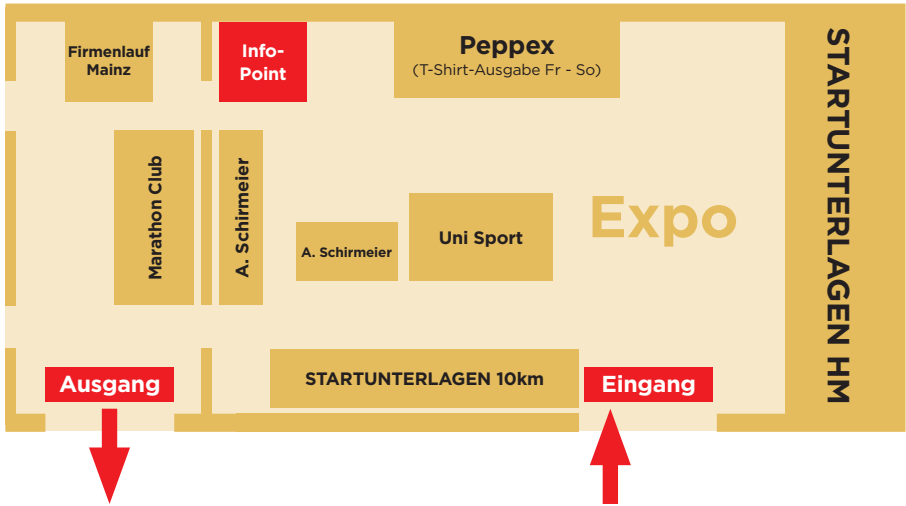 Firmenlauf
Mainz
Info-
Point
Peppex
(T-Shirt-Ausgabe Fr - So)
STARTUNTERLAGEN HM
Marathon Club
A. Schirmeier
A. Schirmeier
Uni Sport
Expo
Ausgang
STARTUNTERLAGEN 10km
Eingang